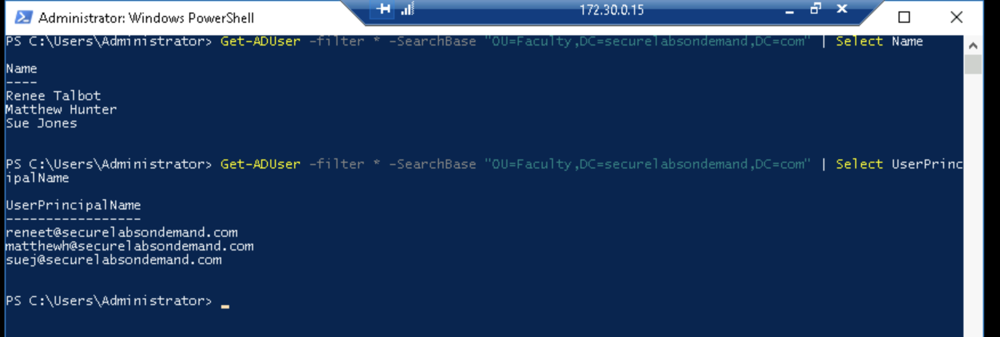 Administrator: Windows PowerShell
172.30.0.15
PS C:\Users\Administrator> Get-ADUser -filter * -SearchBase "OU=Faculty,DC=securelabsondemand,DC=com" | Select Name
Name
----
Renee Talbot
Matthew Hunter
Sue Jones
PS C:\Users\Administrator> Get-ADUser -filter * -SearchBase "OU=Faculty,DC=securelabsondemand,DC=com" | Select UserPrinc
ipalName
UserPrincipalName
-----------------
reneet@securelabsondemand.com
matthewh@securelabsondemand.com
suej@securelabsondemand.com
PS C:\Users\Administrator> _